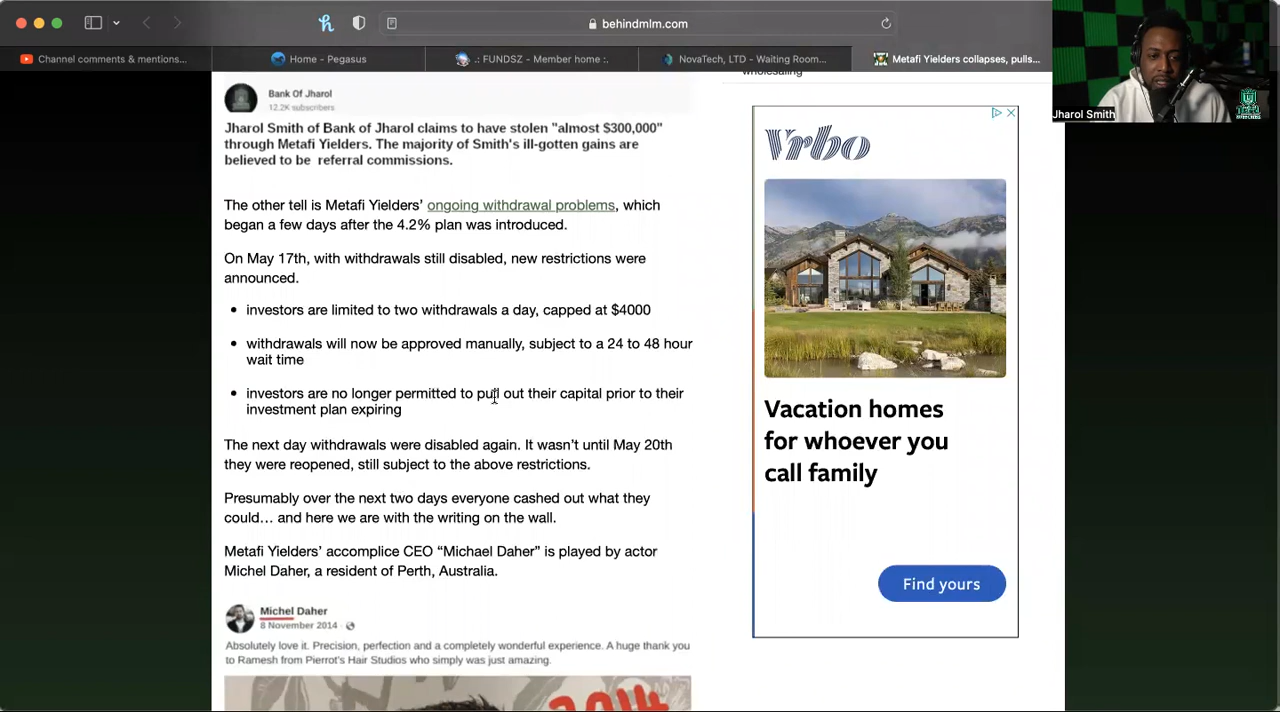 behindmlm.com
Channel comments & mentions...
Home - Pegasus
.: FUNDSZ - Member home :.
NovaTech, LTD - Waiting Room...
Metafi Yielders collapses, pulls...
Jharol Smith
wholesaling
Bank Of Jharol
12.2K subscribers
Jharol Smith of Bank of Jharol claims to have stolen "almost $300,000"
through Metafi Yielders. The majority of Smith's ill-gotten gains are
believed to be referral commissions.
The other tell is Metafi Yielders’ ongoing withdrawal problems, which
began a few days after the 4.2% plan was introduced.
On May 17th, with withdrawals still disabled, new restrictions were
announced.
investors are limited to two withdrawals a day, capped at $4000
withdrawals will now be approved manually, subject to a 24 to 48 hour
wait time
investors are no longer permitted to pull out their capital prior to their
investment plan expiring
The next day withdrawals were disabled again. It wasn’t until May 20th
they were reopened, still subject to the above restrictions.
Presumably over the next two days everyone cashed out what they
could… and here we are with the writing on the wall.
Metafi Yielders’ accomplice CEO “Michael Daher” is played by actor
Michel Daher, a resident of Perth, Australia.
Michel Daher
8 November 2014
Absolutely love it. Precision, perfection and a completely wonderful experience. A huge thank you
to Ramesh from Pierrot's Hair Studios who simply was just amazing.
2014
Vrbo
Vacation homes
for whoever you
call family
Find yours